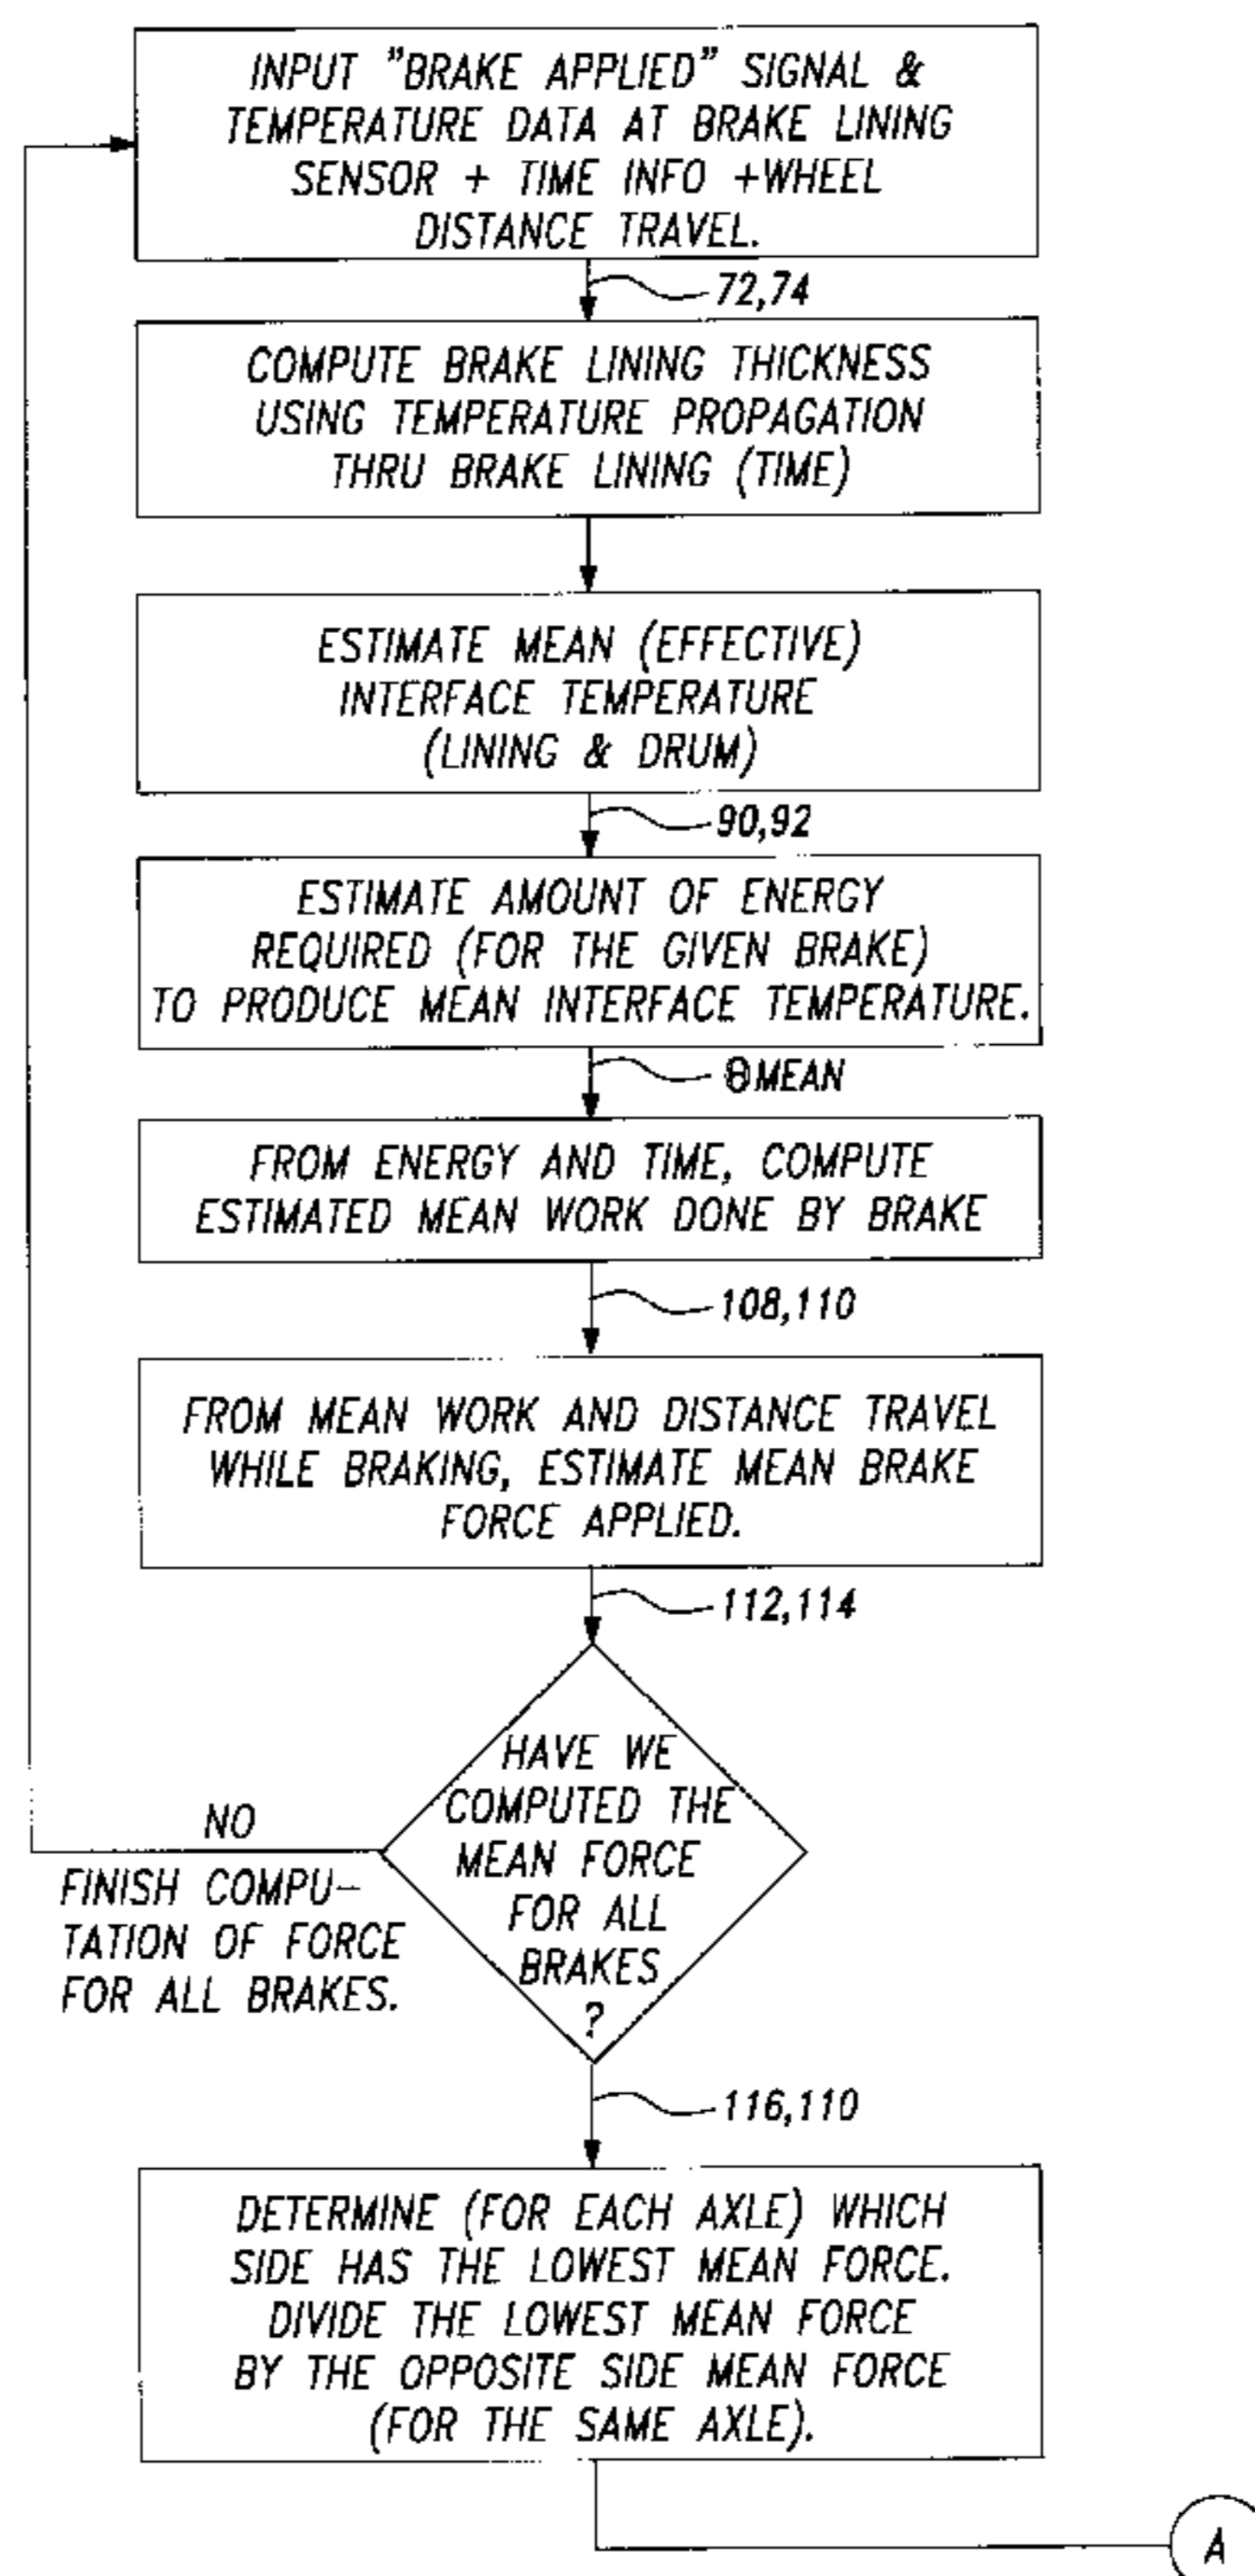 INPUT "BRAKE APPLIED" SIGNAL &
TEMPERATURE DATA AT BRAKE LINING
SENSOR + TIME INFO +WHEEL
DISTANCE TRAVEL.
72,74
COMPUTE BRAKE LINING THICKNESS
USING TEMPERATURE PROPAGATION
THRU BRAKE LINING (TIME)
ESTIMATE MEAN (EFFECTIVE)
INTERFACE TEMPERATURE
(LINING & DRUM)
90,92
ESTIMATE AMOUNT OF ENERGY
REQUIRED (FOR THE GIVEN BRAKE)
TO PRODUCE MEAN INTERFACE TEMPERATURE.
ΘMEAN
FROM ENERGY AND TIME, COMPUTE
ESTIMATED MEAN WORK DONE BY BRAKE
108,110
FROM MEAN WORK AND DISTANCE TRAVEL
WHILE BRAKING, ESTIMATE MEAN BRAKE
FORCE APPLIED.
112,114
HAVE WE
COMPUTED THE
MEAN FORCE
FOR ALL
BRAKES
?
NO
FINISH COMPU-
TATION OF FORCE
FOR ALL BRAKES.
116,110
DETERMINE (FOR EACH AXLE) WHICH
SIDE HAS THE LOWEST MEAN FORCE.
DIVIDE THE LOWEST MEAN FORCE
BY THE OPPOSITE SIDE MEAN FORCE
(FOR THE SAME AXLE).
A